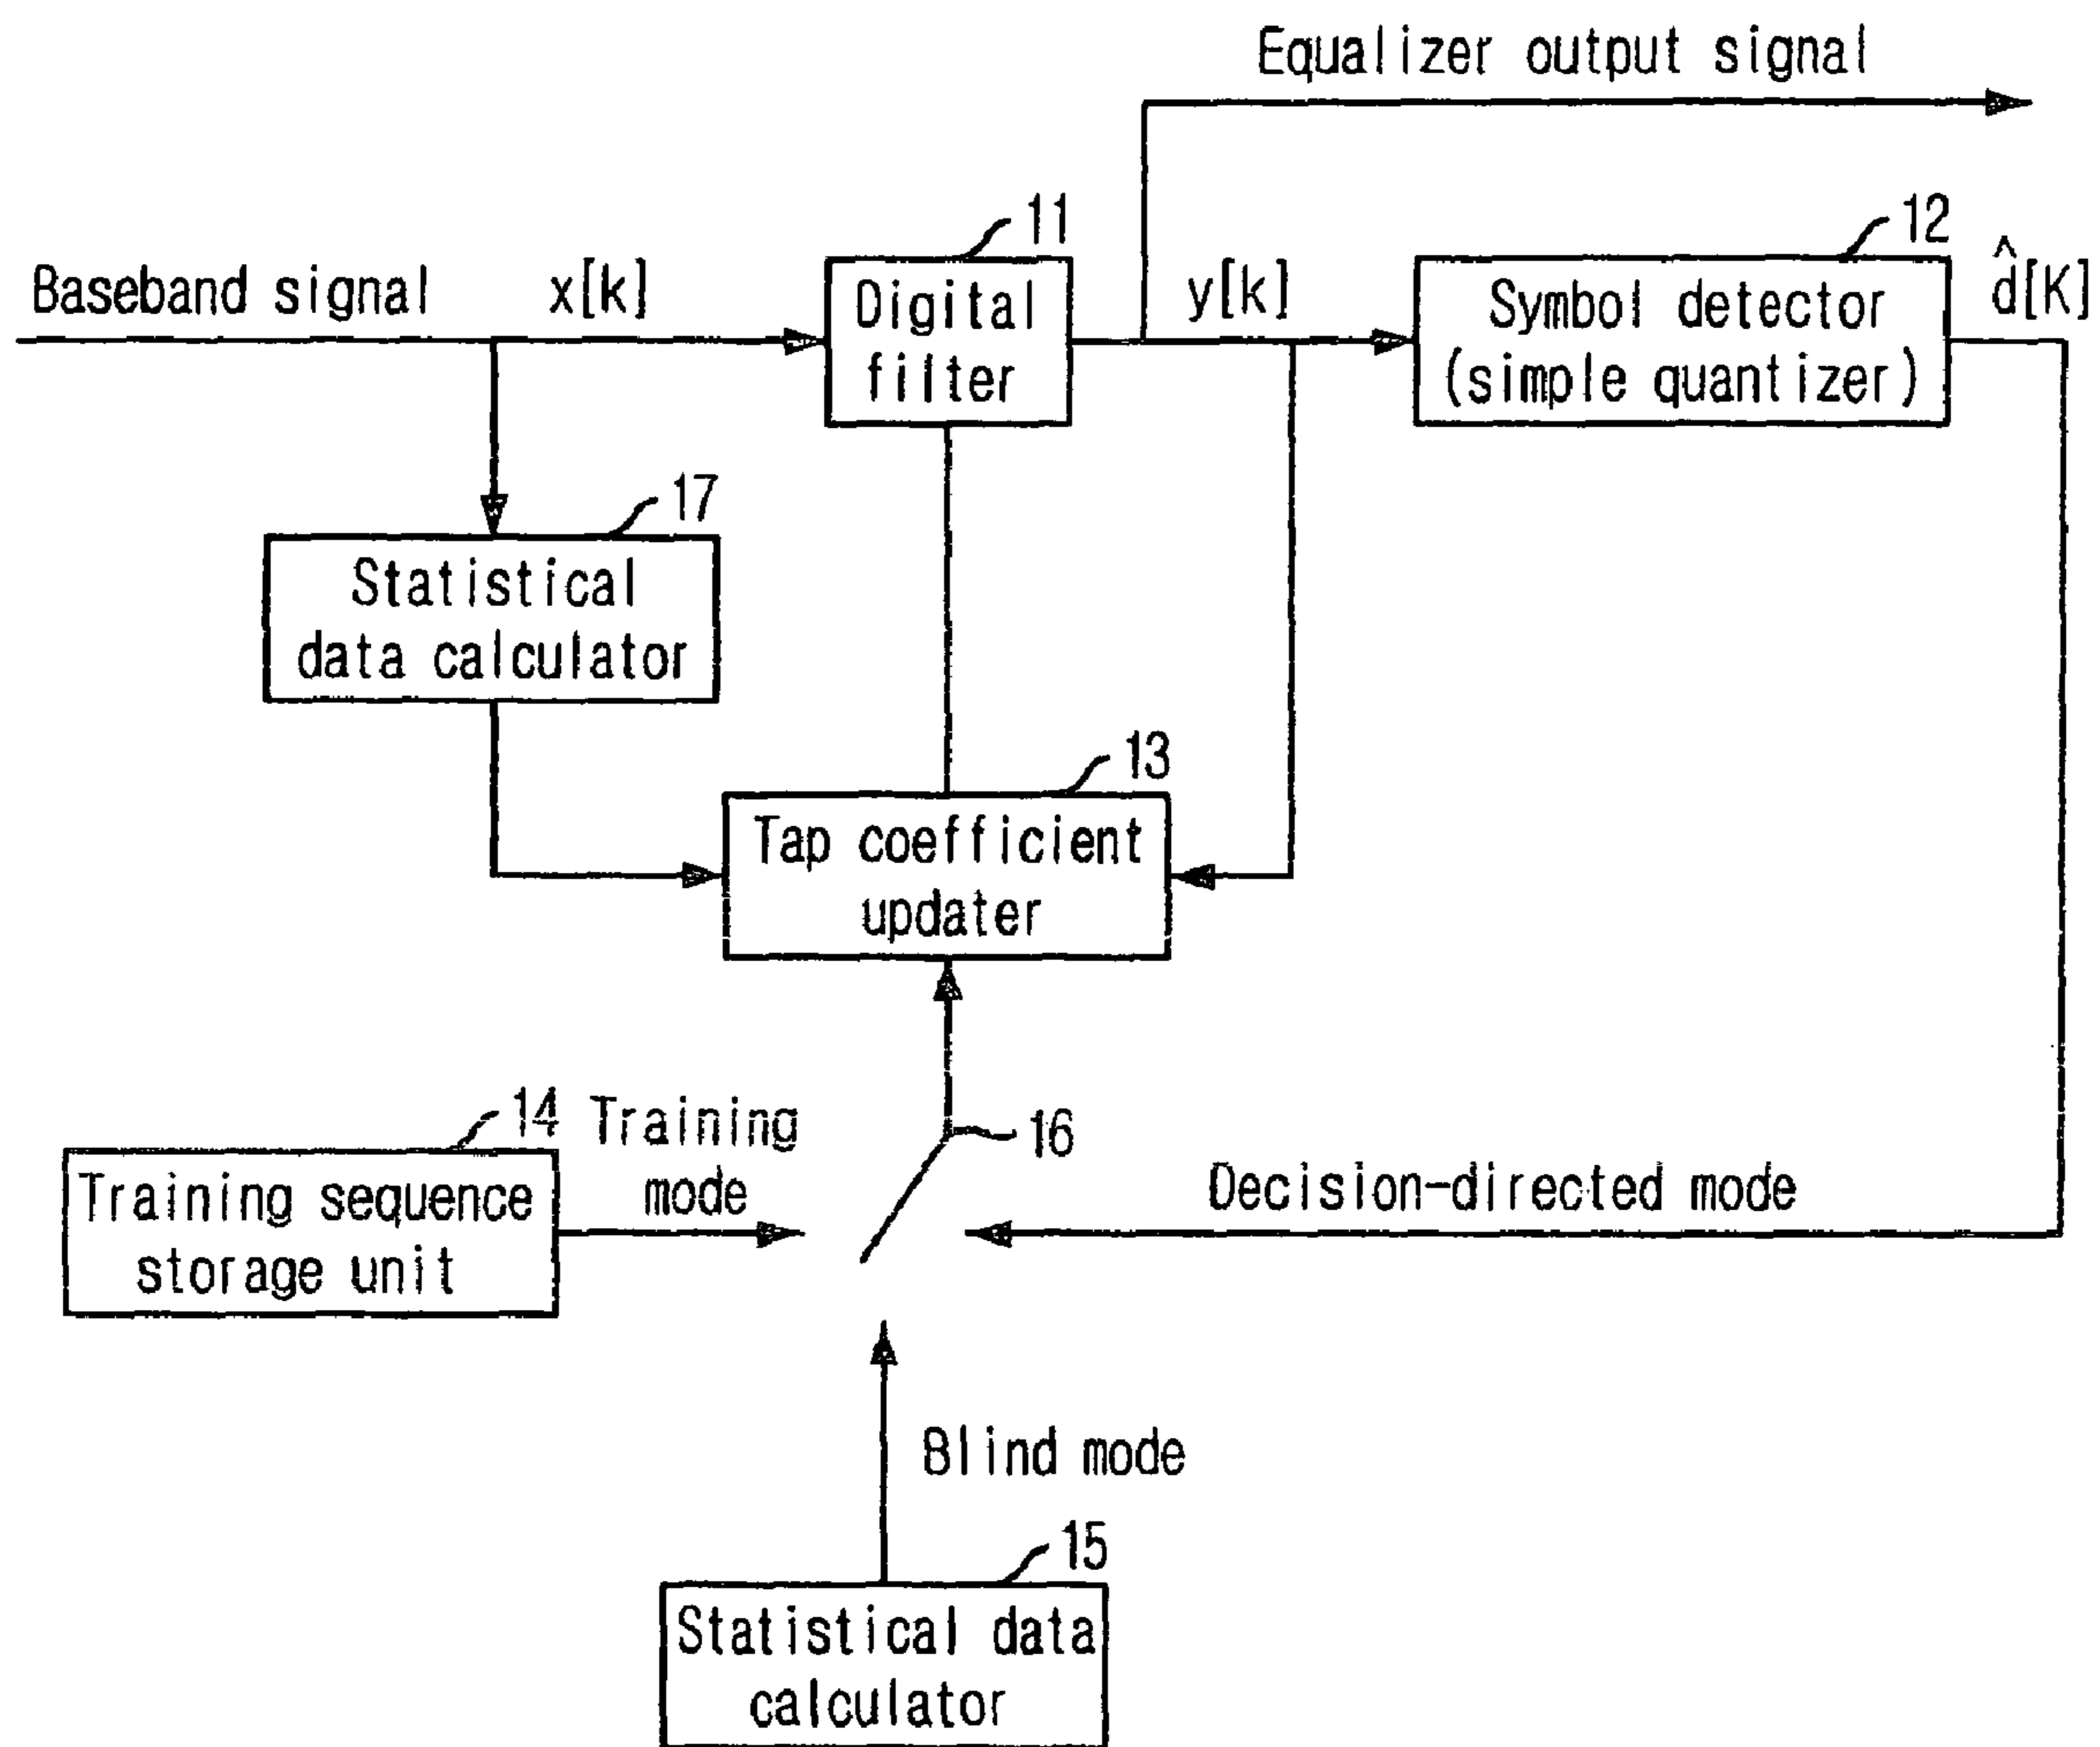 Equalizer output signal
11
12
Baseband signal
x[k]
Digital
filter
y[k]
Symbol detector
(simple quantizer)
d̂[K]
17
Statistical
data calculator
13
Tap coefficient
updater
14
Training
mode
16
Training sequence
storage unit
Decision-directed mode
Blind mode
15
Statistical data
calculator